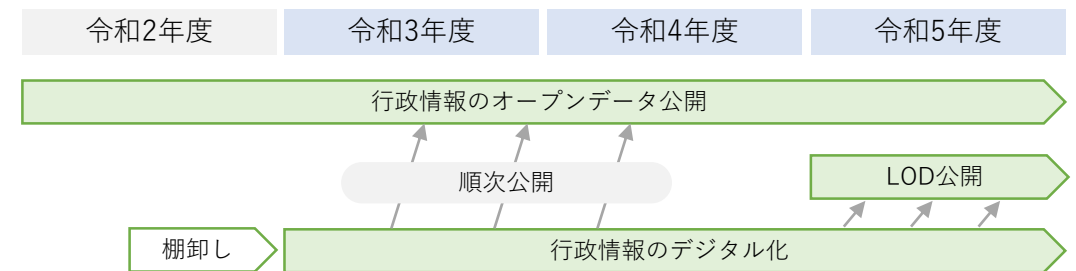 令和2年度 令和3年度 令和4年度 令和5年度
行政情報のオープンデータ公開
順次公開
LOD公開
棚卸し
行政情報のデジタル化